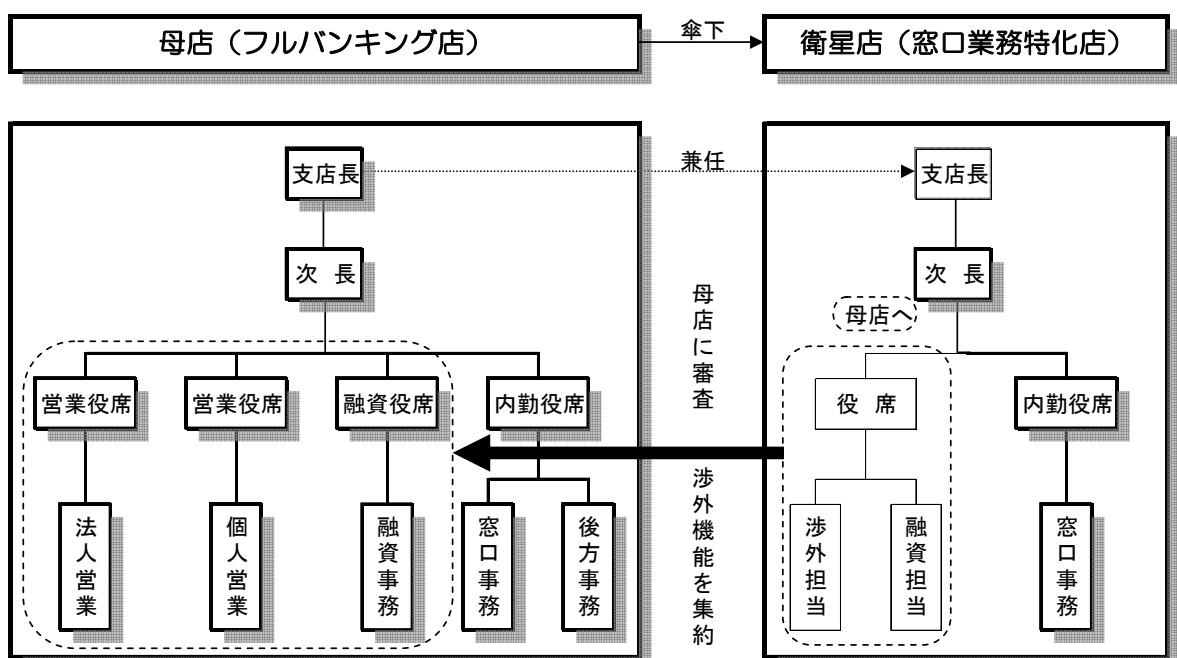 母店（フルバンキング店）
傘下
衛星店（窓口業務特化店）
支店長
兼任
支店長
次 長
次 長
母店へ
母店に審査
渉外機能を集約
営業役席
営業役席
融資役席
内勤役席
役 席
内勤役席
法人営業
個人営業
融資事務
窓口事務
後方事務
渉外担当
融資担当
窓口事務